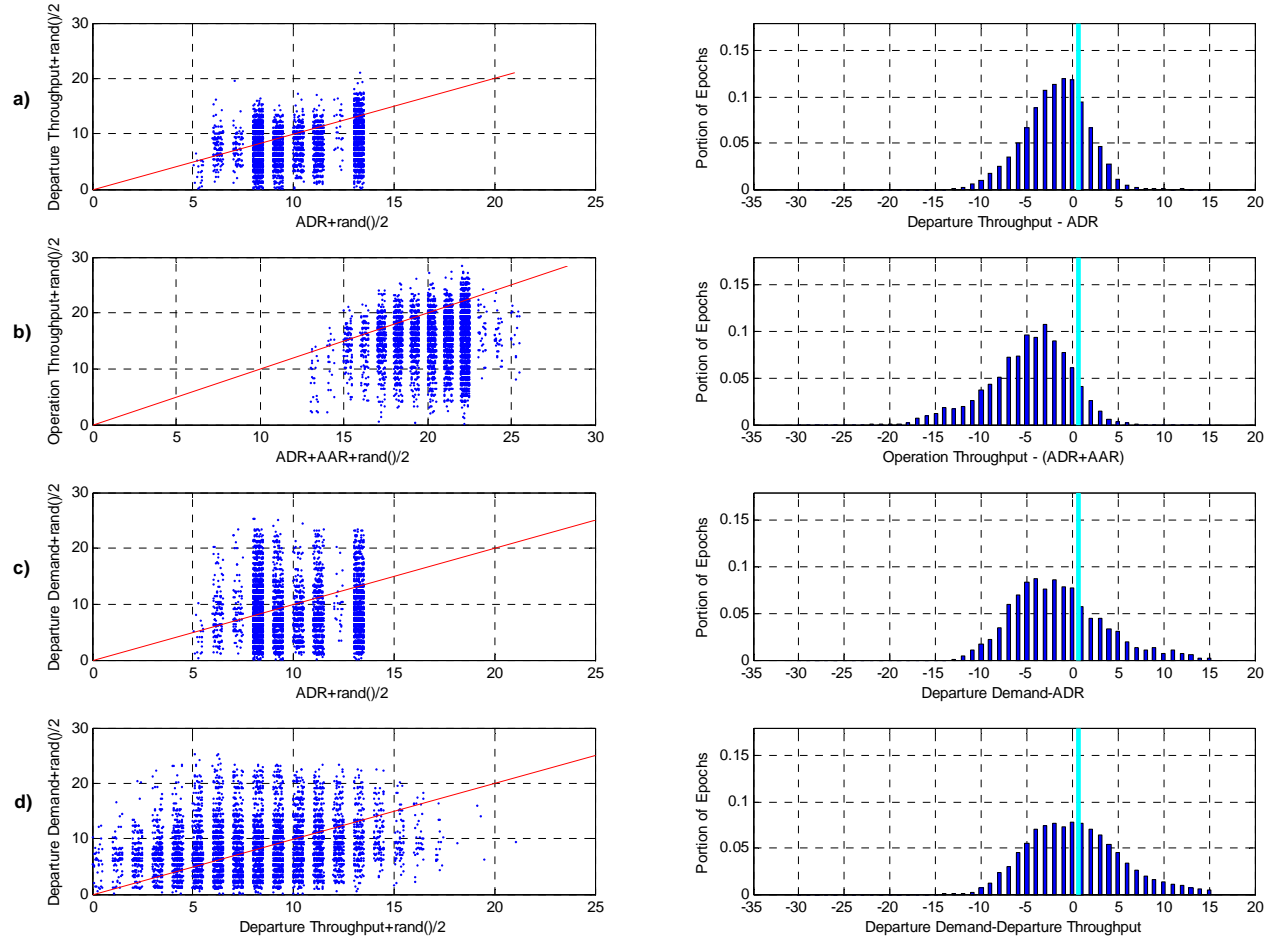 a)
Departure Throughput+rand()/2
30
20
10
0
0 5 10 15 20 25
ADR+rand()/2
Portion of Epochs
0.15
0.1
0.05
0
-35 -30 -25 -20 -15 -10 -5 0 5 10 15 20
Departure Throughput - ADR
b)
Operation Throughput+rand()/2
30
20
10
0
0 5 10 15 20 25 30
ADR+AAR+rand()/2
Portion of Epochs
0.15
0.1
0.05
0
-35 -30 -25 -20 -15 -10 -5 0 5 10 15 20
Operation Throughput - (ADR+AAR)
c)
Departure Demand+rand()/2
30
20
10
0
0 5 10 15 20 25
ADR+rand()/2
Portion of Epochs
0.15
0.1
0.05
0
-35 -30 -25 -20 -15 -10 -5 0 5 10 15 20
Departure Demand-ADR
d)
Departure Demand+rand()/2
30
20
10
0
0 5 10 15 20 25
Departure Throughput+rand()/2
Portion of Epochs
0.15
0.1
0.05
0
-35 -30 -25 -20 -15 -10 -5 0 5 10 15 20
Departure Demand-Departure Throughput